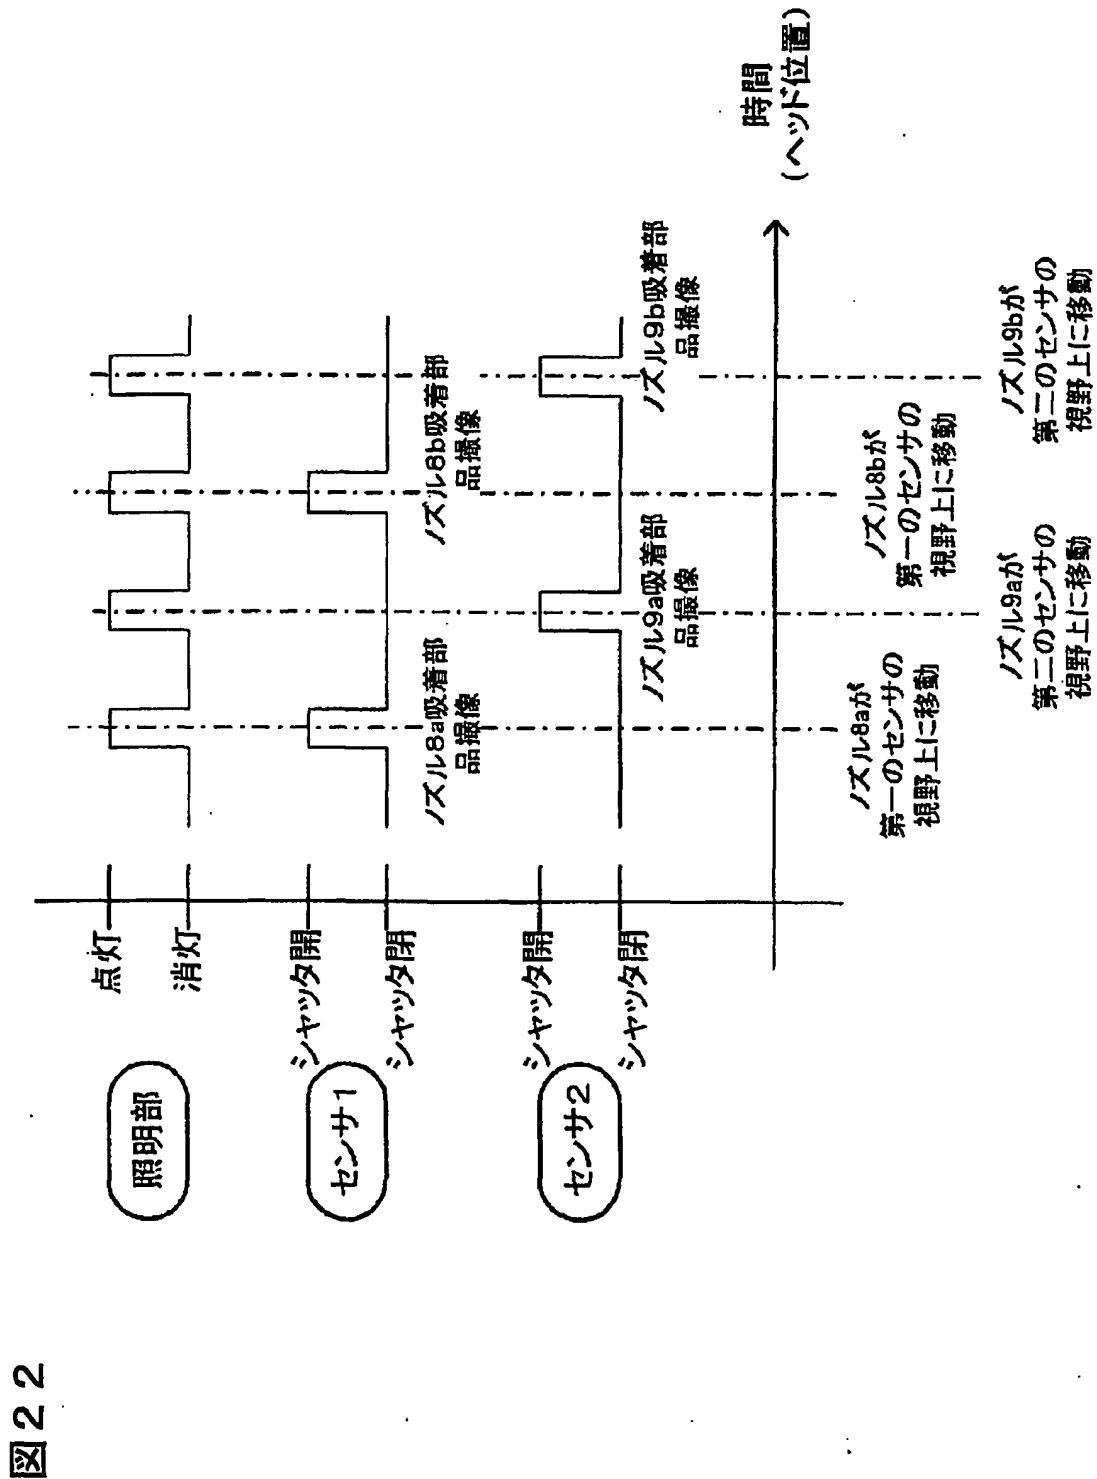 図22
照明部
点灯
消灯
センサ1
シャッタ開
シャッタ閉
ノズル8a吸着部
品撮像
ノズル8b吸着部
品撮像
センサ2
シャッタ開
シャッタ閉
ノズル9a吸着部
品撮像
ノズル9b吸着部
品撮像
時間
(ヘッド位置)
ノズル8aが
第一のセンサの
視野上に移動
ノズル8bが
第一のセンサの
視野上に移動
ノズル9aが
第二のセンサの
視野上に移動
ノズル9bが
第二のセンサの
視野上に移動